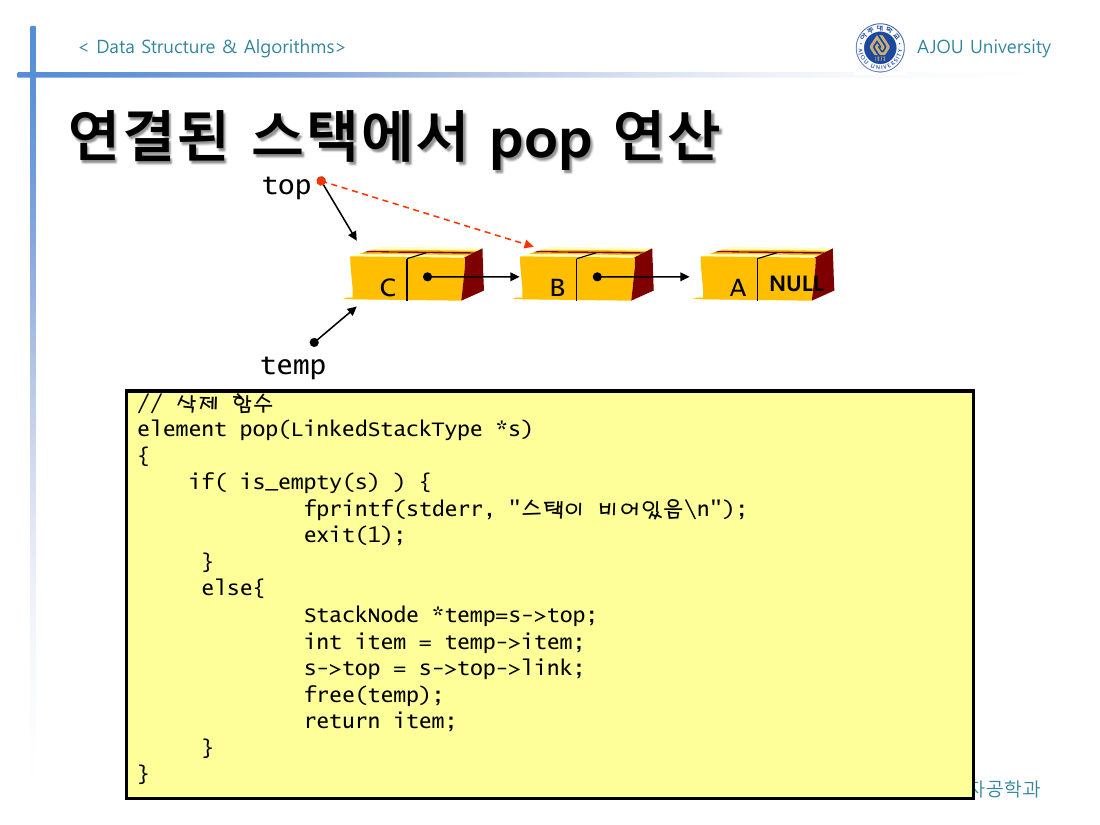 < Data Structure & Algorithms>
AJOU University
연결된 스택에서 pop 연산
top
C
B
A
NULL
temp
// 삭제 함수
element pop(LinkedStackType *s)
{
if( is_empty(s) ) {
fprintf(stderr, "스택이 비어있음\n");
exit(1);
}
else{
StackNode *temp=s->top;
int item = temp->item;
s->top = s->top->link;
free(temp);
return item;
}
}
자공학과